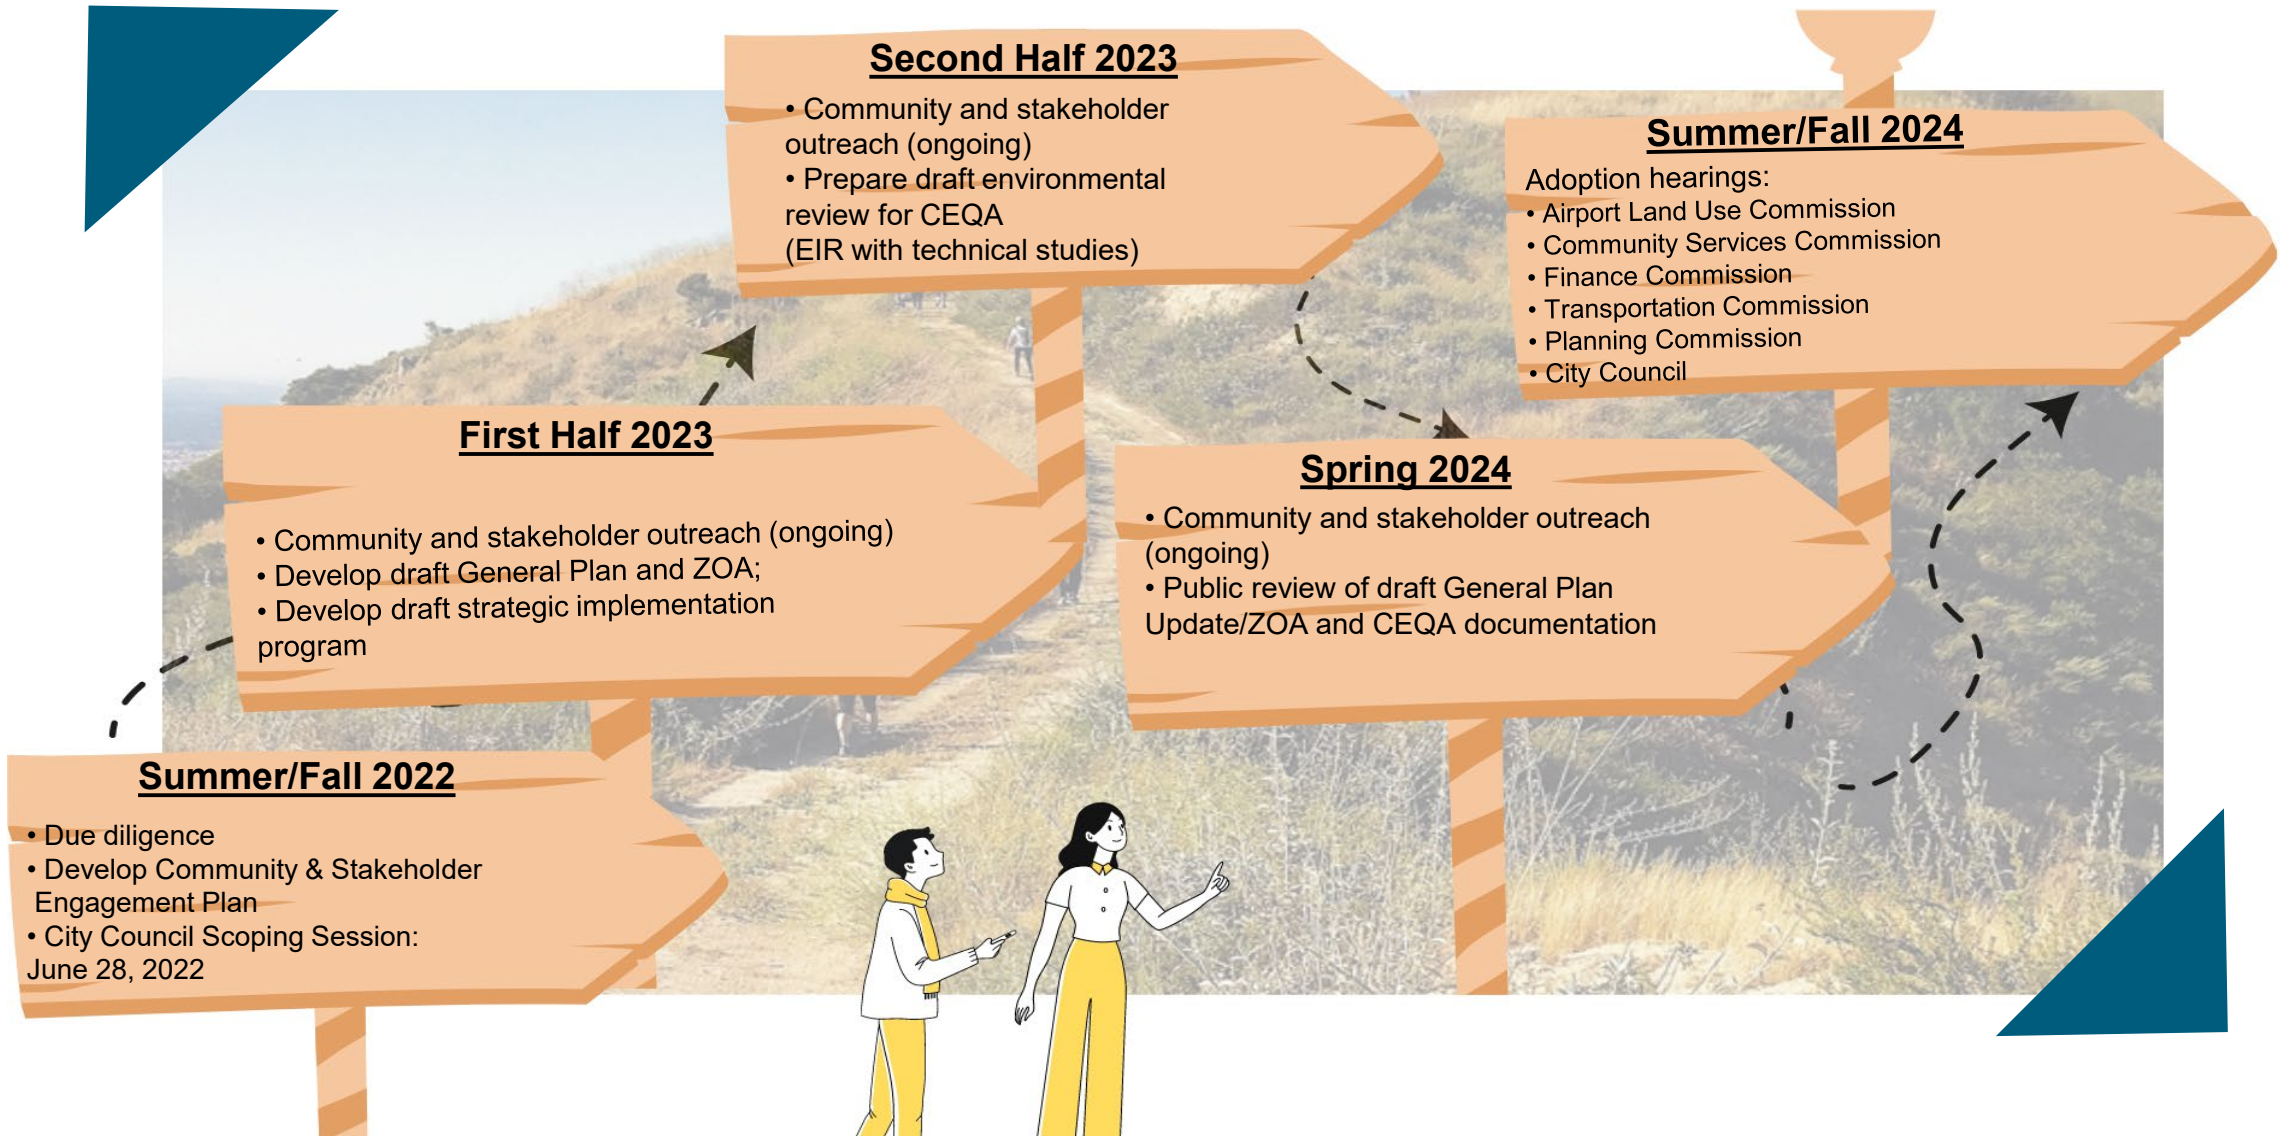 Summer/Fall 2022
• Due diligence
• Develop Community & Stakeholder
Engagement Plan
• City Council Scoping Session:
June 28, 2022
First Half 2023
• Community and stakeholder outreach (ongoing)
• Develop draft General Plan and ZOA;
• Develop draft strategic implementation
program
Second Half 2023
• Community and stakeholder
outreach (ongoing)
• Prepare draft environmental
review for CEQA
(EIR with technical studies)
Spring 2024
• Community and stakeholder outreach
(ongoing)
• Public review of draft General Plan
Update/ZOA and CEQA documentation
Summer/Fall 2024
Adoption hearings:
• Airport Land Use Commission
• Community Services Commission
• Finance Commission
• Transportation Commission
• Planning Commission
• City Council